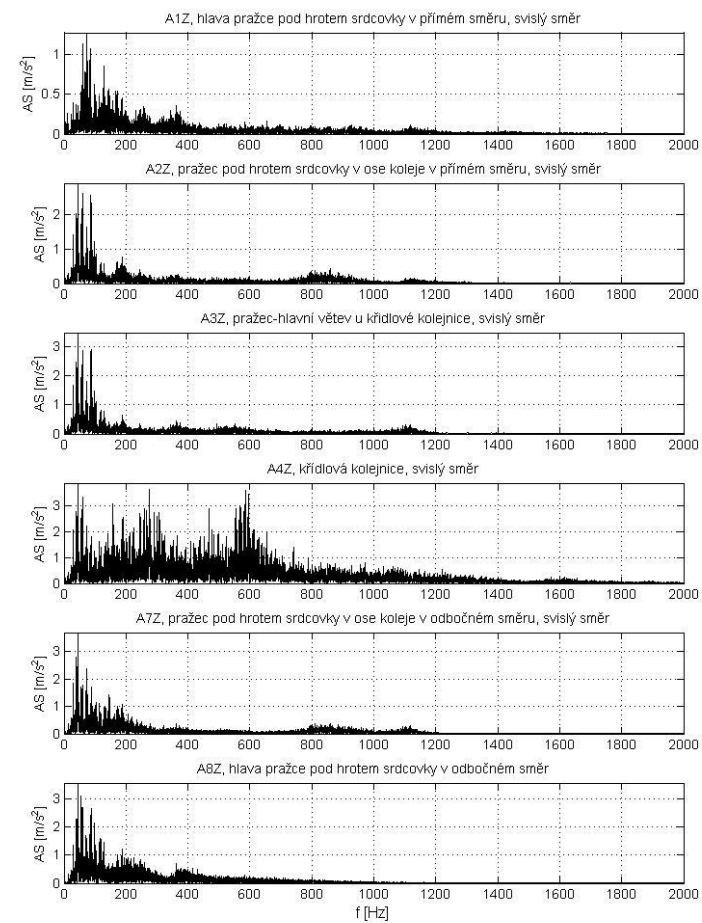 A1Z, hlava pražce pod hrotem srdcovky v přímém směru, svislý směr
AS [m/s²]
1
0.5
0
0 200 400 600 800 1000 1200 1400 1600 1800 2000
A2Z, pražec pod hrotem srdcovky v ose koleje v přímém směru, svislý směr
AS [m/s²]
2
1
0
0 200 400 600 800 1000 1200 1400 1600 1800 2000
A3Z, pražec-hlavní větev u křidlové kolejnice, svislý směr
AS [m/s²]
3
2
1
0
0 200 400 600 800 1000 1200 1400 1600 1800 2000
A4Z, křídlová kolejnice, svislý směr
AS [m/s²]
3
2
1
0
0 200 400 600 800 1000 1200 1400 1600 1800 2000
A7Z, pražec pod hrotem srdcovky v ose koleje v odbočném směru, svislý směr
AS [m/s²]
3
2
1
0
0 200 400 600 800 1000 1200 1400 1600 1800 2000
A8Z, hlava pražce pod hrotem srdcovky v odbočném směr
AS [m/s²]
3
2
1
0
0 200 400 600 800 1000 1200 1400 1600 1800 2000
f [Hz]